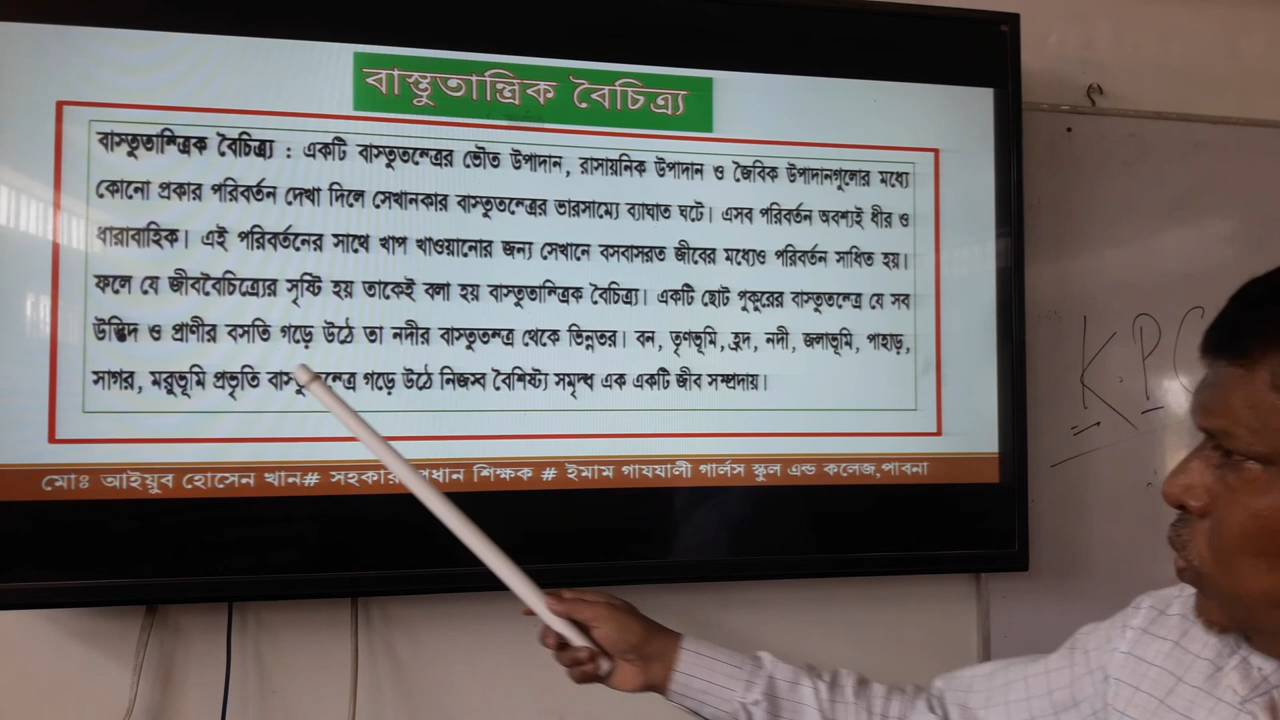 বাস্তুতান্ত্রিক বৈচিত্র্য
বাস্তুতান্ত্রিক বৈচিত্র্য : একটি বাস্তুতন্ত্রের ভৌত উপাদান, রাসায়নিক উপাদান ও জৈবিক উপাদানগুলোর মধ্যে
কোনো প্রকার পরিবর্তন দেখা দিলে সেখানকার বাস্তুতন্ত্রের ভারসাম্যে ব্যাঘাত ঘটে। এসব পরিবর্তন অবশ্যই ধীর ও
ধারাবাহিক। এই পরিবর্তনের সাথে খাপ খাওয়ানোর জন্য সেখানে বসবাসরত জীবের মধ্যেও পরিবর্তন সাধিত হয়।
ফলে যে জীববৈচিত্র্যের সৃষ্টি হয় তাকেই বলা হয় বাস্তুতান্ত্রিক বৈচিত্র্য। একটি ছোট পুকুরের বাস্তুতন্ত্রে যে সব
উদ্ভিদ ও প্রাণীর বসতি গড়ে উঠে তা নদীর বাস্তুতন্ত্র থেকে ভিন্নতর। বন, তৃণভূমি, হ্রদ, নদী, জলাভূমি, পাহাড়,
সাগর, মরুভূমি প্রভৃতি গড়ে উঠে নিজস্ব বৈশিষ্ট্য সমৃদ্ধ এক একটি জীব সম্প্রদায়।
মোঃ আইয়ুব হোসেন খান# সহকারী প্রধান শিক্ষক # ইমাম গাযযালী গার্লস স্কুল এন্ড কলেজ,পাবনা
K.PC